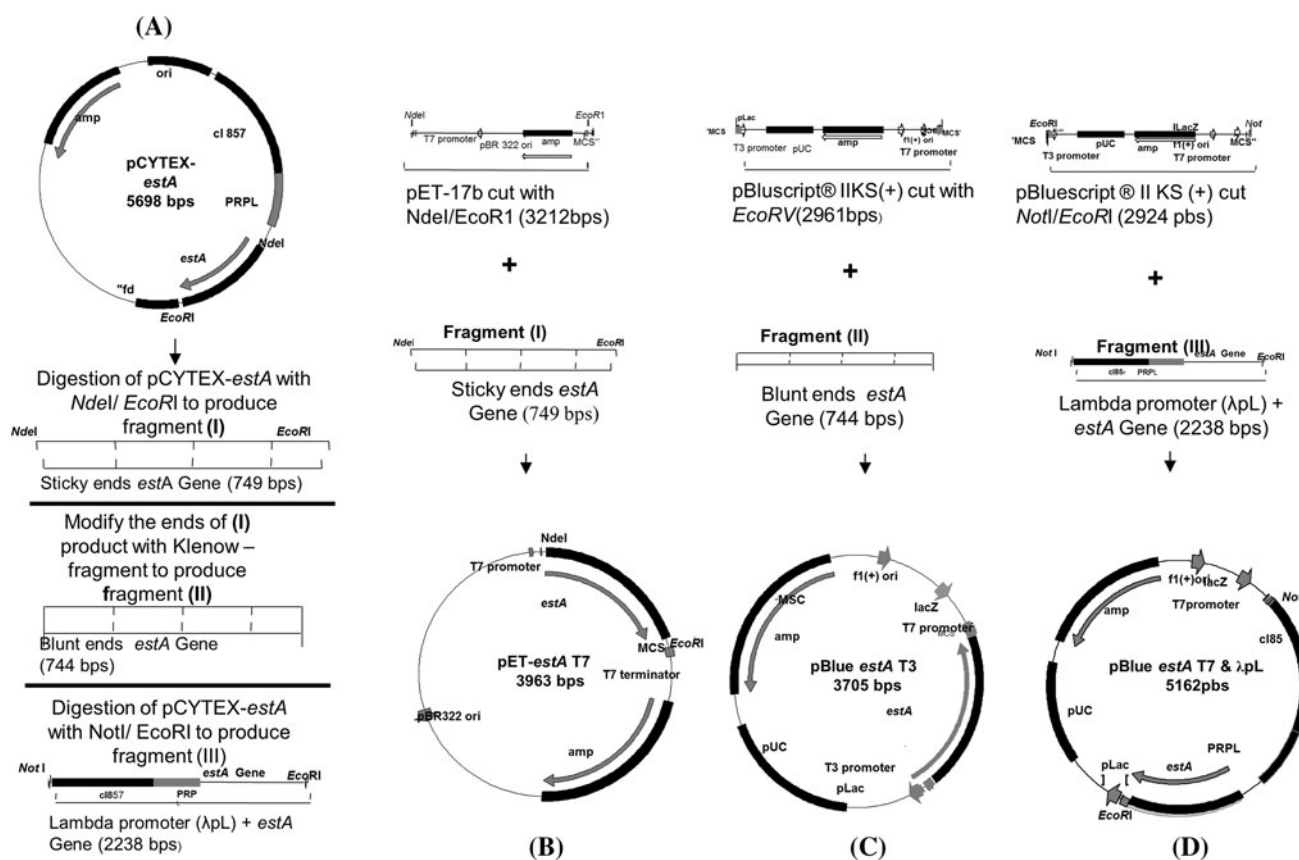 (A)
ori
amp
cI 857
pCYTEX-
estA
5698 bps
PRPL
NdeI
estA
"fd
EcoRI
Digestion of pCYTEX-estA with
NdeI/ EcoRI to produce
fragment (I)
NdeI
EcoRI
Sticky ends estA Gene (749 bps)
Modify the ends of (I)
product with Klenow –
fragment to produce
fragment (II)
Blunt ends estA Gene
(744 bps)
Digestion of pCYTEX-estA
with NotI/ EcoRI to produce
fragment (III)
Not I
estA Gene
EcoRI
cI857
PRP
Lambda promoter (λpL) + estA
Gene (2238 bps)
NdeI
EcoR1
T7 promoter
pBR 322 ori
amp
MCS"
pET-17b cut with
NdeI/EcoR1 (3212bps)
+
Fragment (I)
NdeI
EcoRI
Sticky ends estA
Gene (749 bps)
NdeI
T7 promoter
estA
MCS
EcoRI
pET-estA T7
3963 bps
T7 terminator
pBR322 ori
amp
(B)
pLac
'MCS
MCS'
T3 promoter
pUC
amp
f1(+) ori
T7 promoter
pBluscript® IIKS(+) cut with
EcoRV(2961bps)
+
Fragment (II)
Blunt ends estA
Gene (744 bps)
f1(+) ori
MSC
lacZ
T7 promoter
MCS
amp
pBlue estA T3
3705 bps
estA
pUC
T3 promoter
pLac
(C)
EcoRI
Not
'MCS
lLacZ
MCS"
pUC
amp
f1(+) ori
T3 promoter
T7 promoter
pBluescript ® II KS (+) cut
NotI/EcoRI (2924 pbs)
+
Fragment (III)
Not I
estA Gene
EcoRI
PRPL
Lambda promoter (λpL) +
estA Gene (2238 bps)
f1(+)ori
lacZ
T7promoter
amp
cI85
pBlue estA T7 & λpL
5162pbs
pUC
PRPL
pLac
estA
EcoRI
(D)